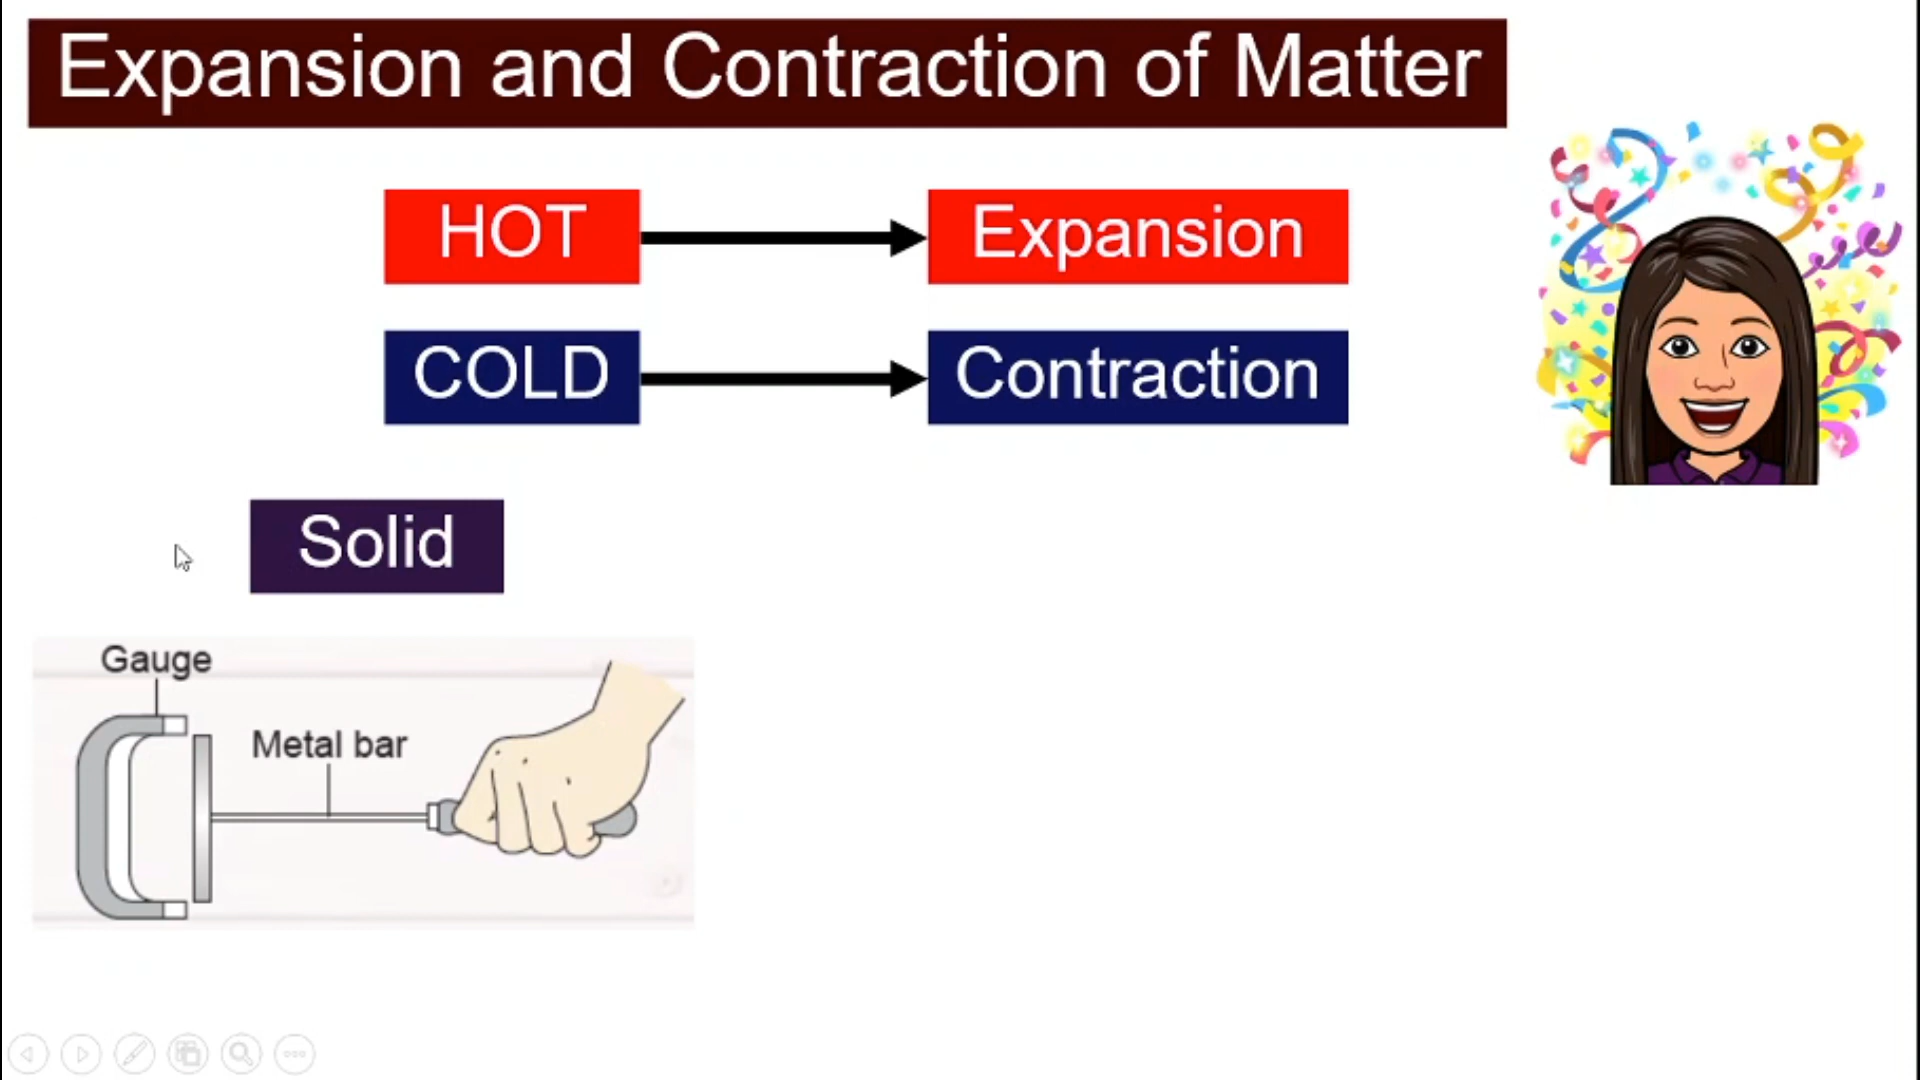 Expansion and Contraction of Matter
HOT
Expansion
COLD
Contraction
Solid
Gauge
Metal bar